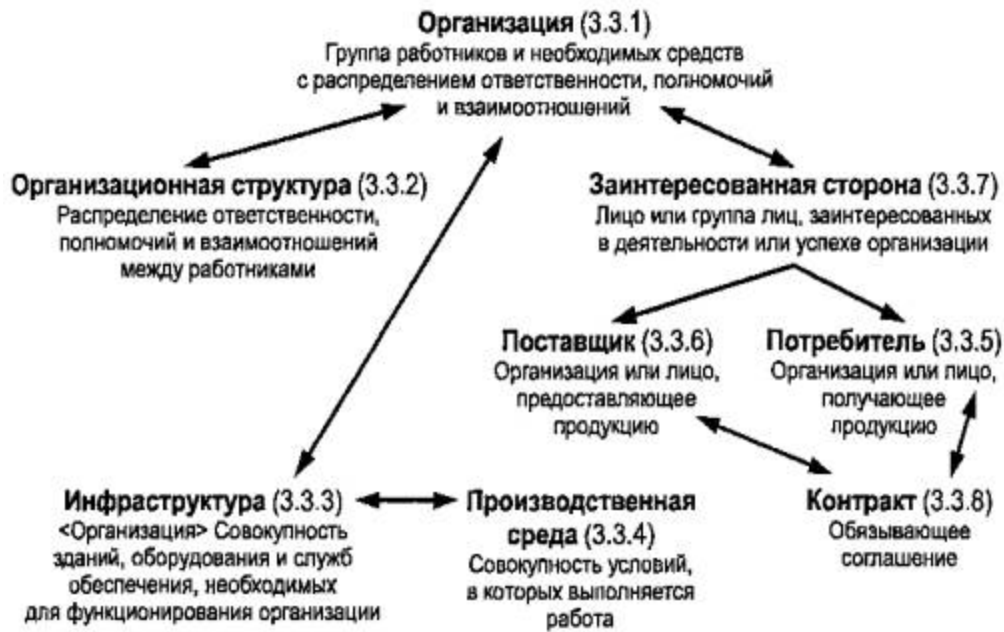 Организация (3.3.1)
Группа работников и необходимых средств
с распределением ответственности, полномочий
и взаимоотношений
Организационная структура (3.3.2)
Распределение ответственности,
полномочий и взаимоотношений
между работниками
Заинтересованная сторона (3.3.7)
Лицо или группа лиц, заинтересованных
в деятельности или успехе организации
Поставщик (3.3.6)
Организация или лицо,
предоставляющее
продукцию
Потребитель (3.3.5)
Организация или лицо,
получающее
продукцию
Инфраструктура (3.3.3)
<Организация> Совокупность
зданий, оборудования и служб
обеспечения, необходимых
для функционирования организации
Производственная
среда (3.3.4)
Совокупность условий,
в которых выполняется
работа
Контракт (3.3.8)
Обязывающее
соглашение